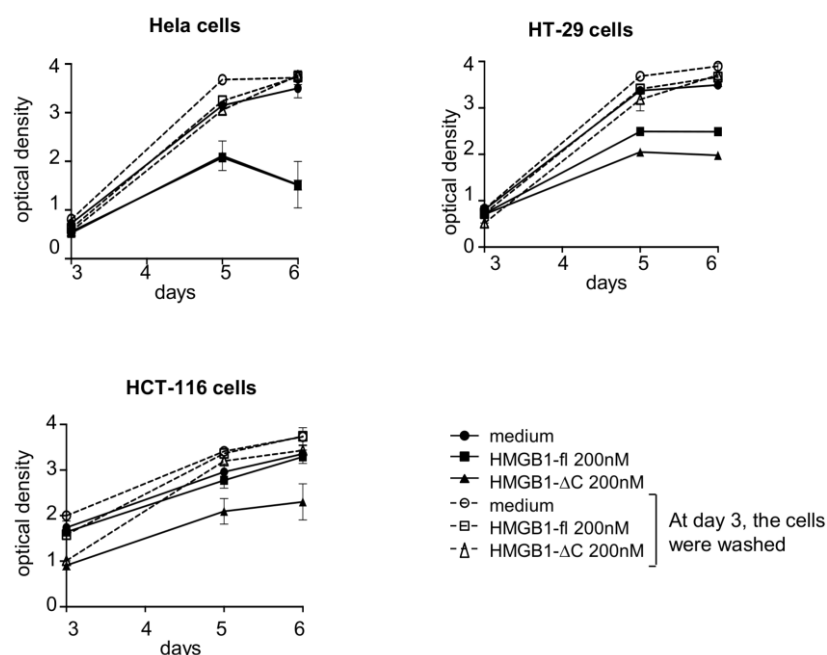 Hela cells
4
3
2
1
0
optical density
3 4 5 6
days
HT-29 cells
4
3
2
1
0
optical density
3 4 5 6
days
HCT-116 cells
4
3
2
1
0
optical density
3 4 5 6
days
medium
HMGB1-fl 200nM
HMGB1-ΔC 200nM
medium
HMGB1-fl 200nM
HMGB1-ΔC 200nM
At day 3, the cells
were washed